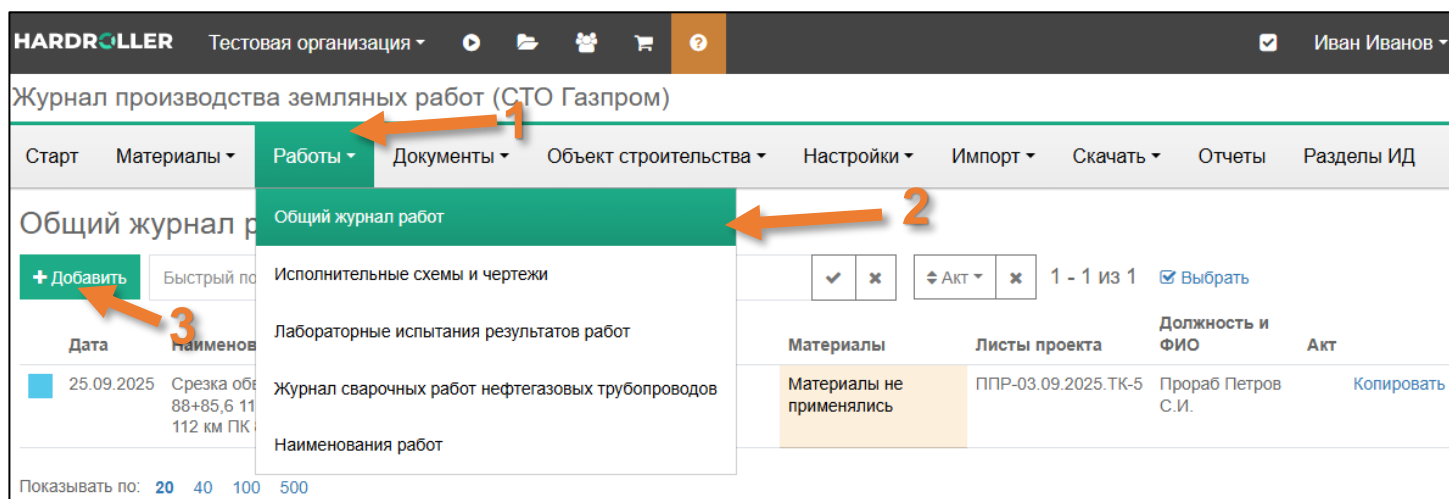 HARDROLLER Тестовая организация Иван Иванов
Журнал производства земляных работ (СТО Газпром)
1
Старт Материалы Работы Документы Объект строительства Настройки Импорт Скачать Отчеты Разделы ИД
Общий журнал р
Общий журнал работ
2
+ Добавить Быстрый по
Исполнительные схемы и чертежи
Акт 1 - 1 из 1 Выбрать
3
Лабораторные испытания результатов работ
Дата Наименов Материалы Листы проекта Должность и ФИО Акт
25.09.2025 Срезка обв
88+85,6 11
112 км ПК
Журнал сварочных работ нефтегазовых трубопроводов
Материалы не
применялись
ППР-03.09.2025.ТК-5
Прораб Петров
С.И.
Копировать
Наименования работ
Показывать по: 20 40 100 500